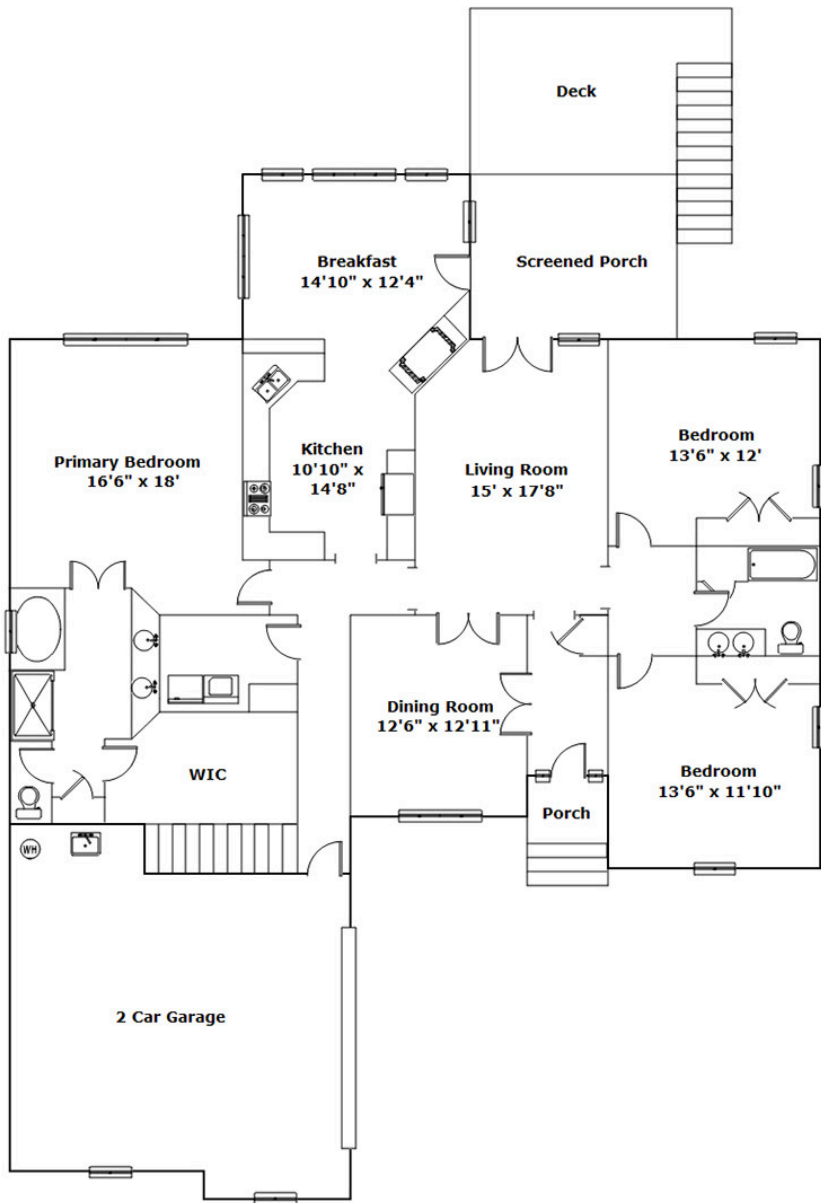 Deck
Breakfast
14'10" x 12'4"
Screened Porch
Primary Bedroom
16'6" x 18'
Kitchen
10'10" x
14'8"
Living Room
15' x 17'8"
Bedroom
13'6" x 12'
Dining Room
12'6" x 12'11"
WIC
Bedroom
13'6" x 11'10"
Porch
WH
2 Car Garage